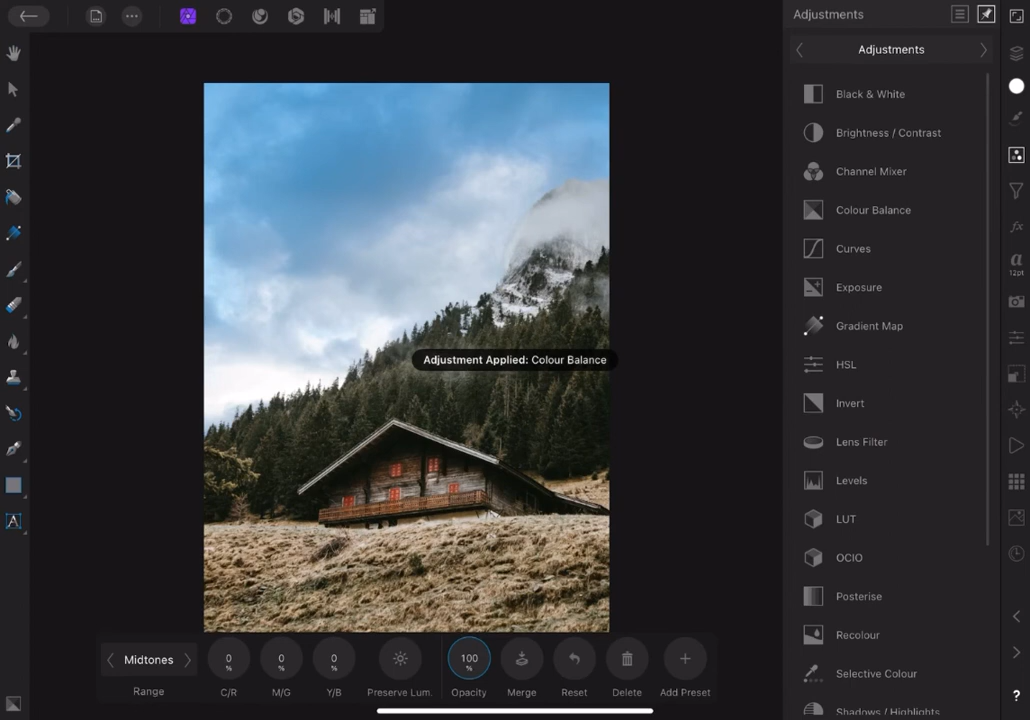 Adjustments
Adjustments
Black & White
Brightness / Contrast
Channel Mixer
Colour Balance
Curves
Exposure
Gradient Map
HSL
Invert
Lens Filter
Levels
LUT
OCIO
Posterise
Recolour
Selective Colour
Shadows / Highlights
fx
a
12pt
?
A
Adjustment Applied: Colour Balance
Midtones
Range
0
%
C/R
0
%
M/G
0
%
Y/B
Preserve Lum.
100
%
Opacity
Merge
Reset
Delete
Add Preset